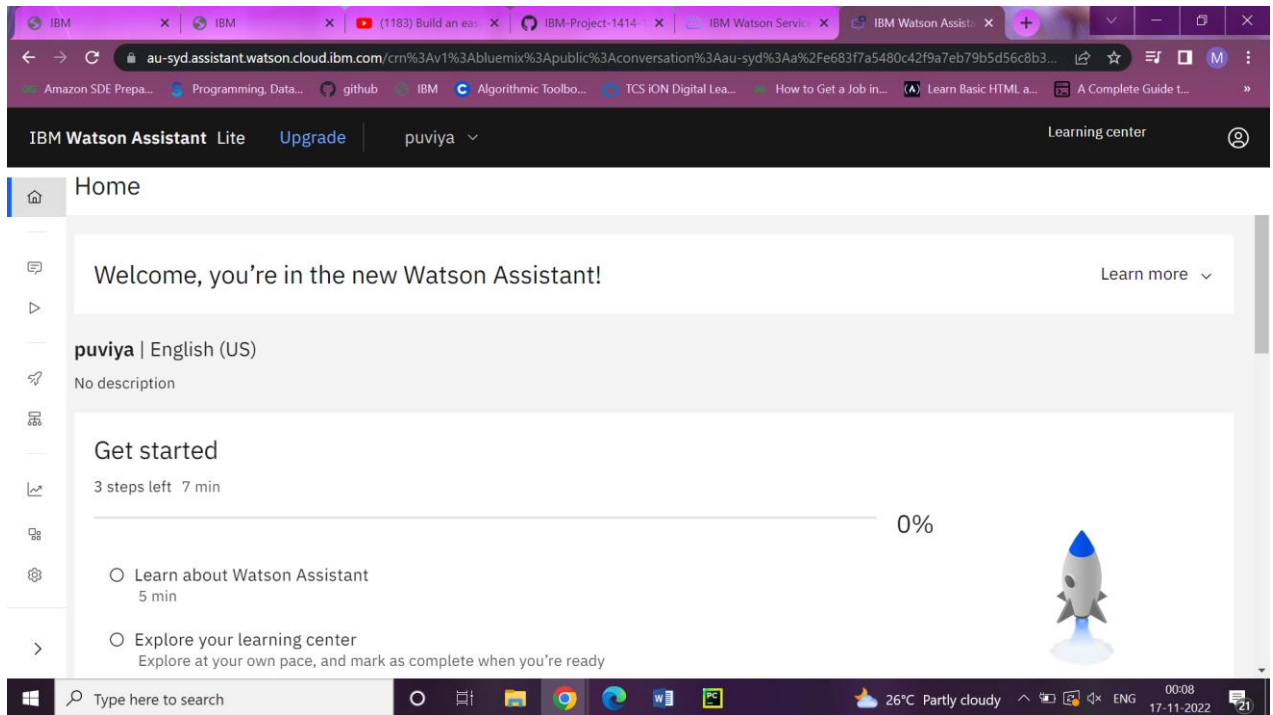 IBM
IBM
(1183) Build an eas
IBM-Project-1414-1
IBM Watson Service
IBM Watson Assista
au-syd.assistant.watson.cloud.ibm.com/crn%3Av1%3Abluemix%3Apublic%3Aconversation%3Aau-syd%3Aa%2Fe683f7a5480c42f9a7eb79b5d56c8b3...
M
Amazon SDE Prepa...
Programming, Data...
github
IBM
Algorithmic Toolbo...
TCS iON Digital Lea...
How to Get a Job in...
Learn Basic HTML a...
A Complete Guide t...
»
IBM Watson Assistant Lite
Upgrade
puviya
Learning center
Home
Welcome, you’re in the new Watson Assistant!
Learn more
puviya | English (US)
No description
Get started
3 steps left 7 min
0%
Learn about Watson Assistant
5 min
Explore your learning center
Explore at your own pace, and mark as complete when you’re ready
Type here to search
26°C Partly cloudy
ENG
00:08
17-11-2022
21